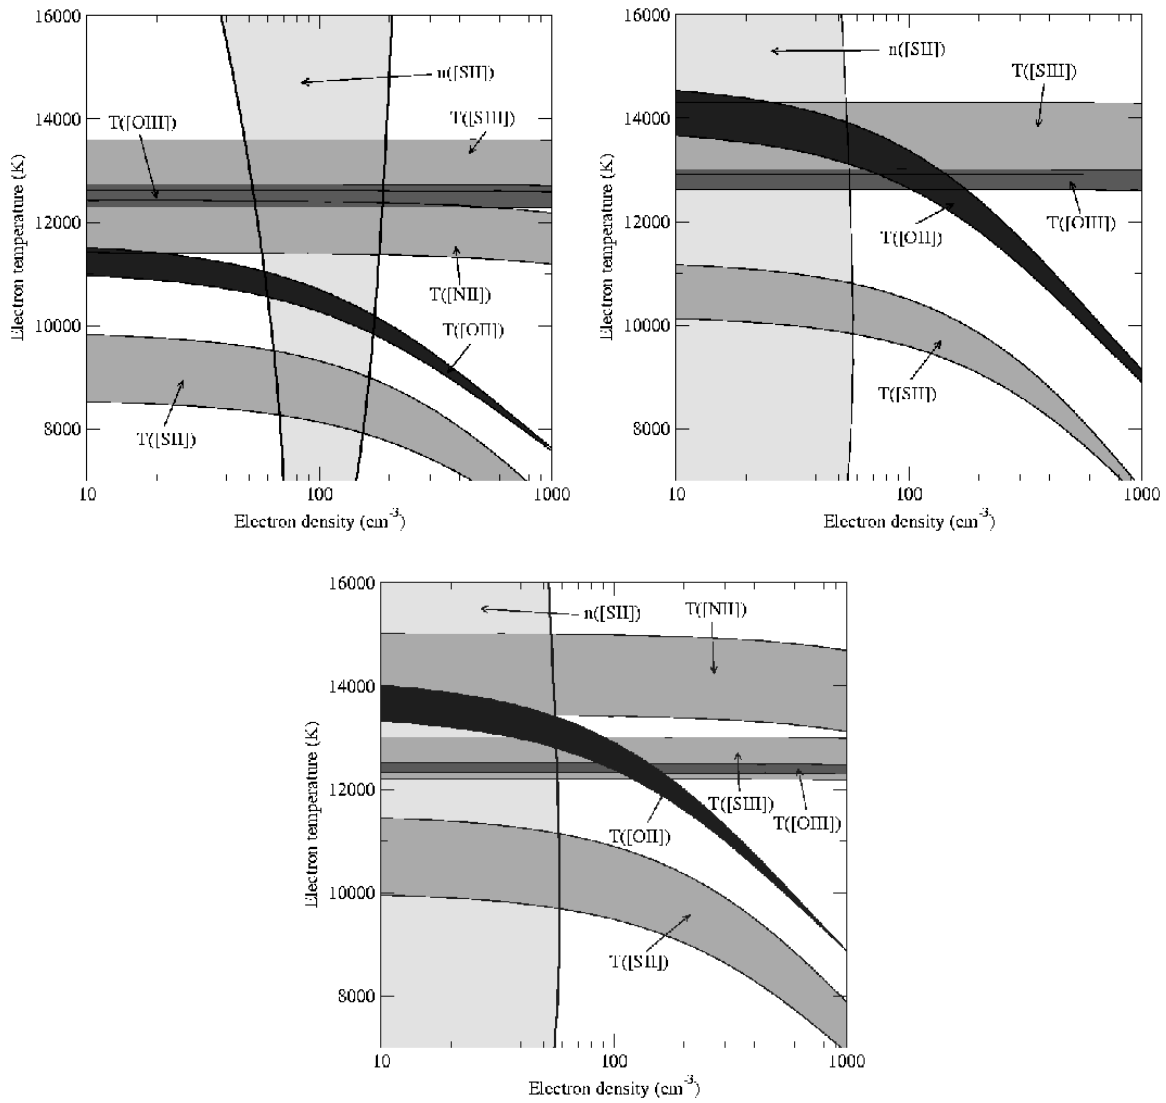 16000
14000
12000
10000
8000
10
100
1000
Electron temperature (K)
Electron density (cm-3)
n([SII])
T([SIII])
T([OIII])
T([NII])
T([OII])
T([SII])
16000
14000
12000
10000
8000
10
100
1000
Electron temperature (K)
Electron density (cm-3)
n([SII])
T([SIII])
T([OIII])
T([OII])
T([SII])
16000
14000
12000
10000
8000
10
100
1000
Electron temperature (K)
Electron density (cm-3)
n([SII])
T([NII])
T([SIII])
T([OIII])
T([OII])
T([SII])